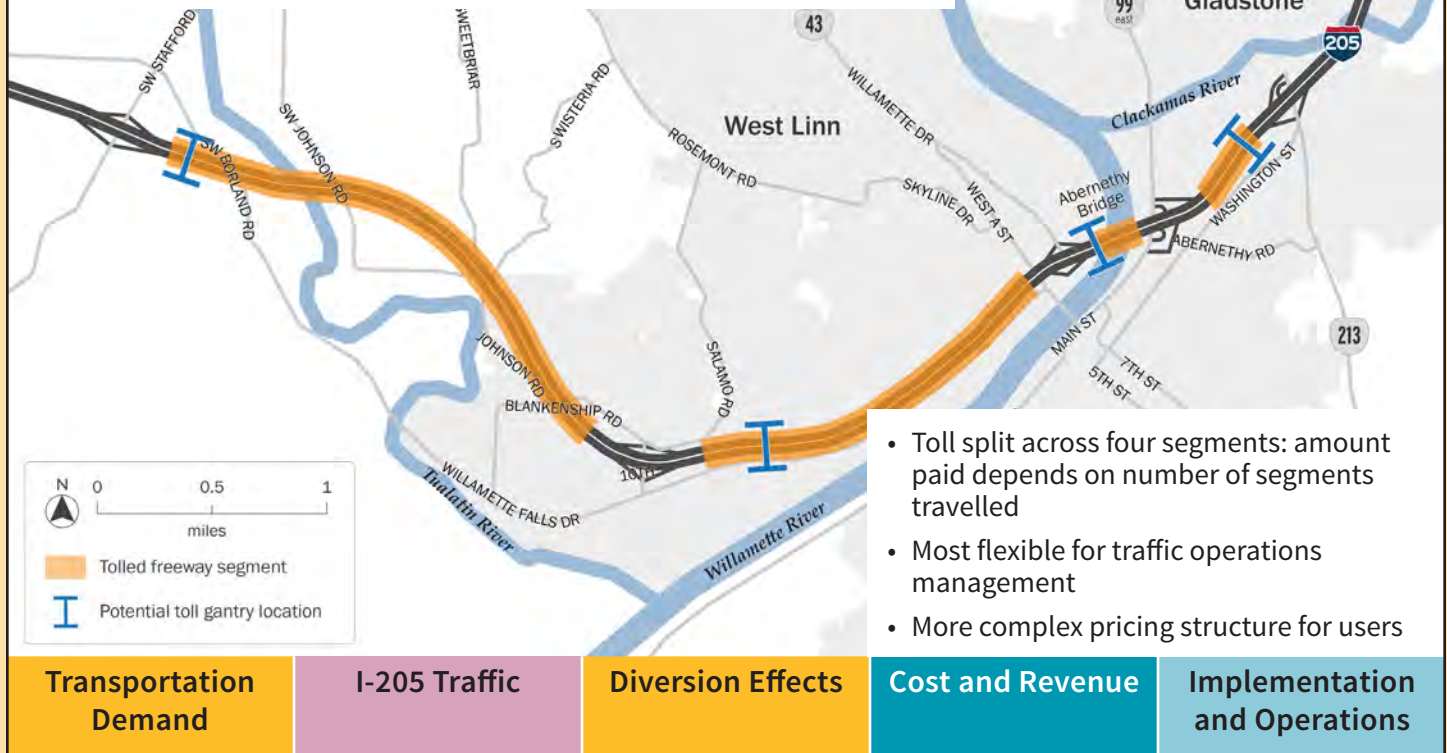 99
east
Gladstone
43
205
SW STAFFORD
SWEETBRIAR
Clackamas River
WILLAMETTE DR
S WISTERIA RD
SW JOHNSON RD
West Linn
ROSEMONT RD
SW BORLAND RD
WASHINGTON ST
SKYLINE DR
WEST A ST
Abernethy
Bridge
ABERNETHY RD
MAIN ST
213
7TH ST
5TH ST
JOHNSON RD
SALAMO RD
BLANKENSHIP RD
10TH
WILLAMETTE FALLS DR
Tualatin River
Willamette River
N 0 0.5 1
miles
Tolled freeway segment
Potential toll gantry location
• Toll split across four segments: amount
paid depends on number of segments
travelled
• Most flexible for traffic operations
management
• More complex pricing structure for users
Transportation
Demand
I-205 Traffic
Diversion Effects
Cost and Revenue
Implementation
and Operations